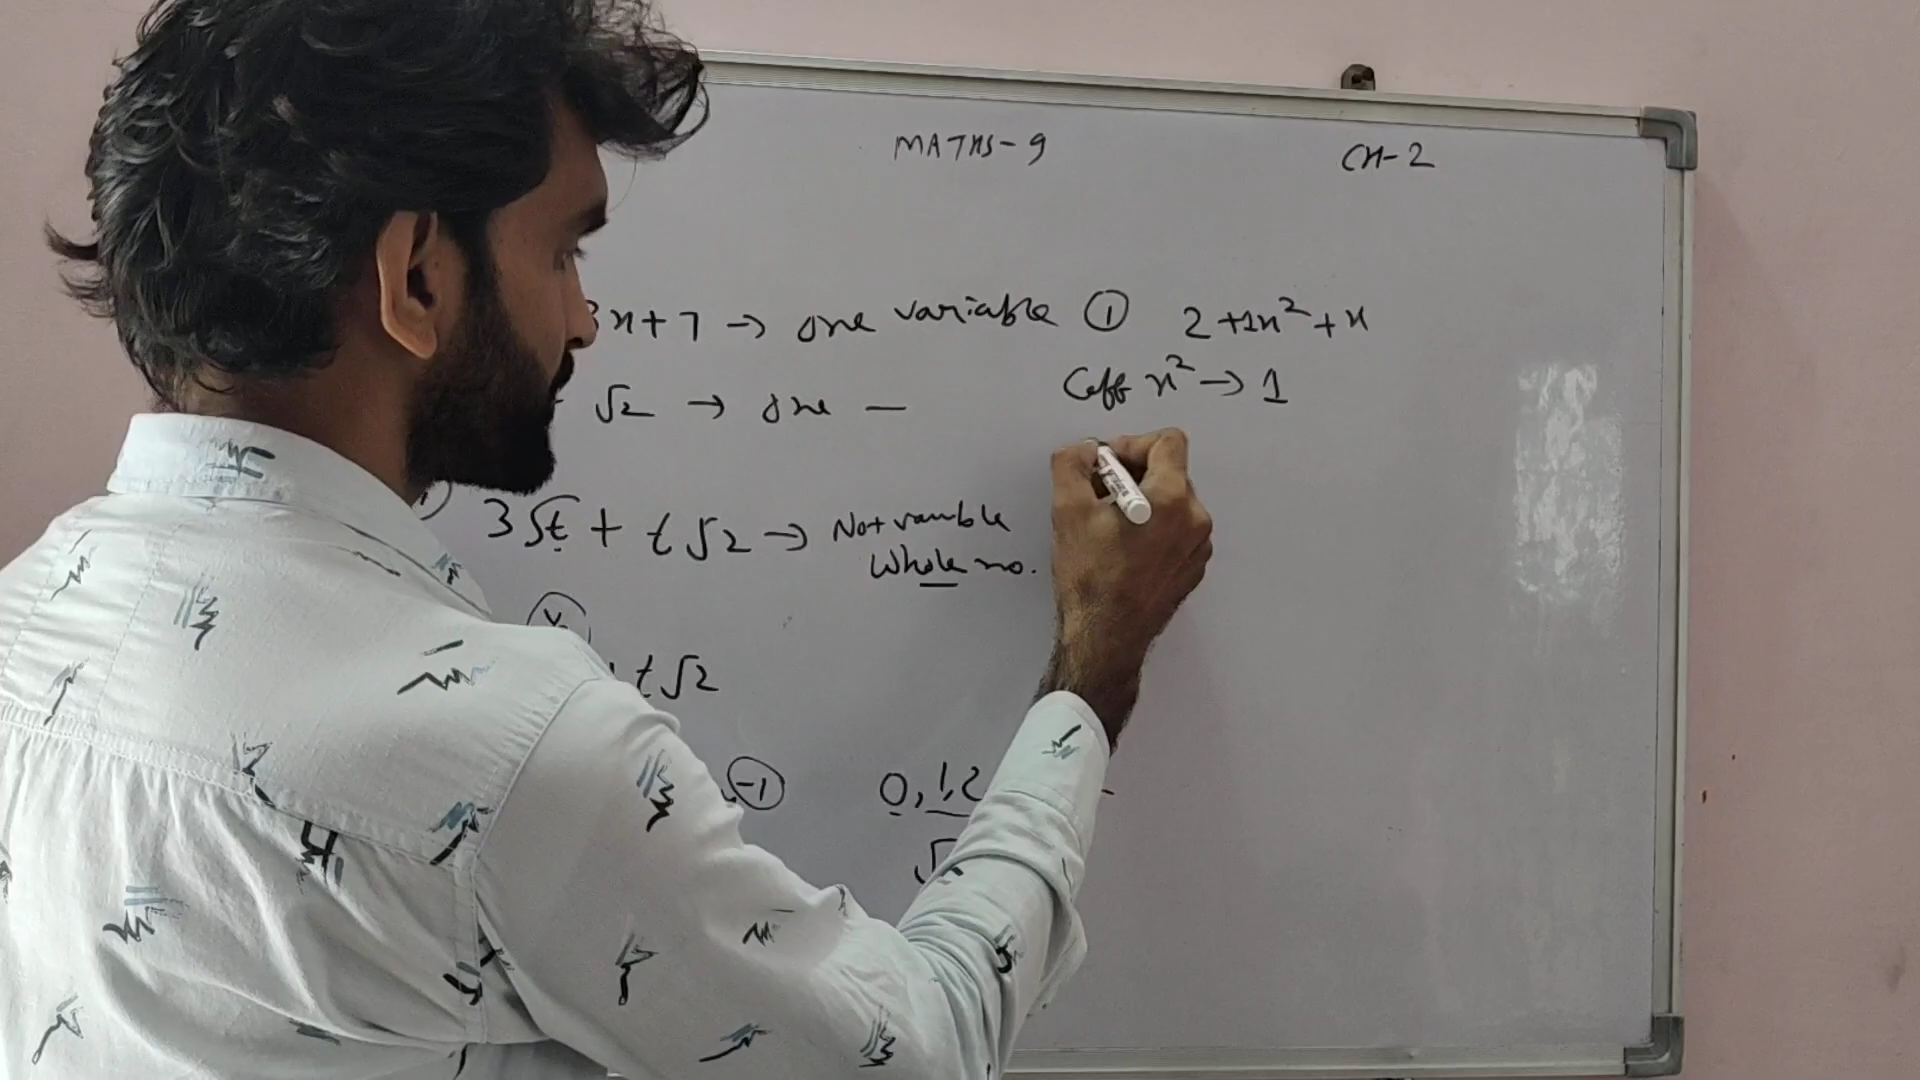 MATHS-9 CH-2
3x+7 → one variable ① 2+1x²+x
√2 → one — Coff x² → 1
3√t + t√2 → Not variable
Whole no.
t√2
-1 0,1,2